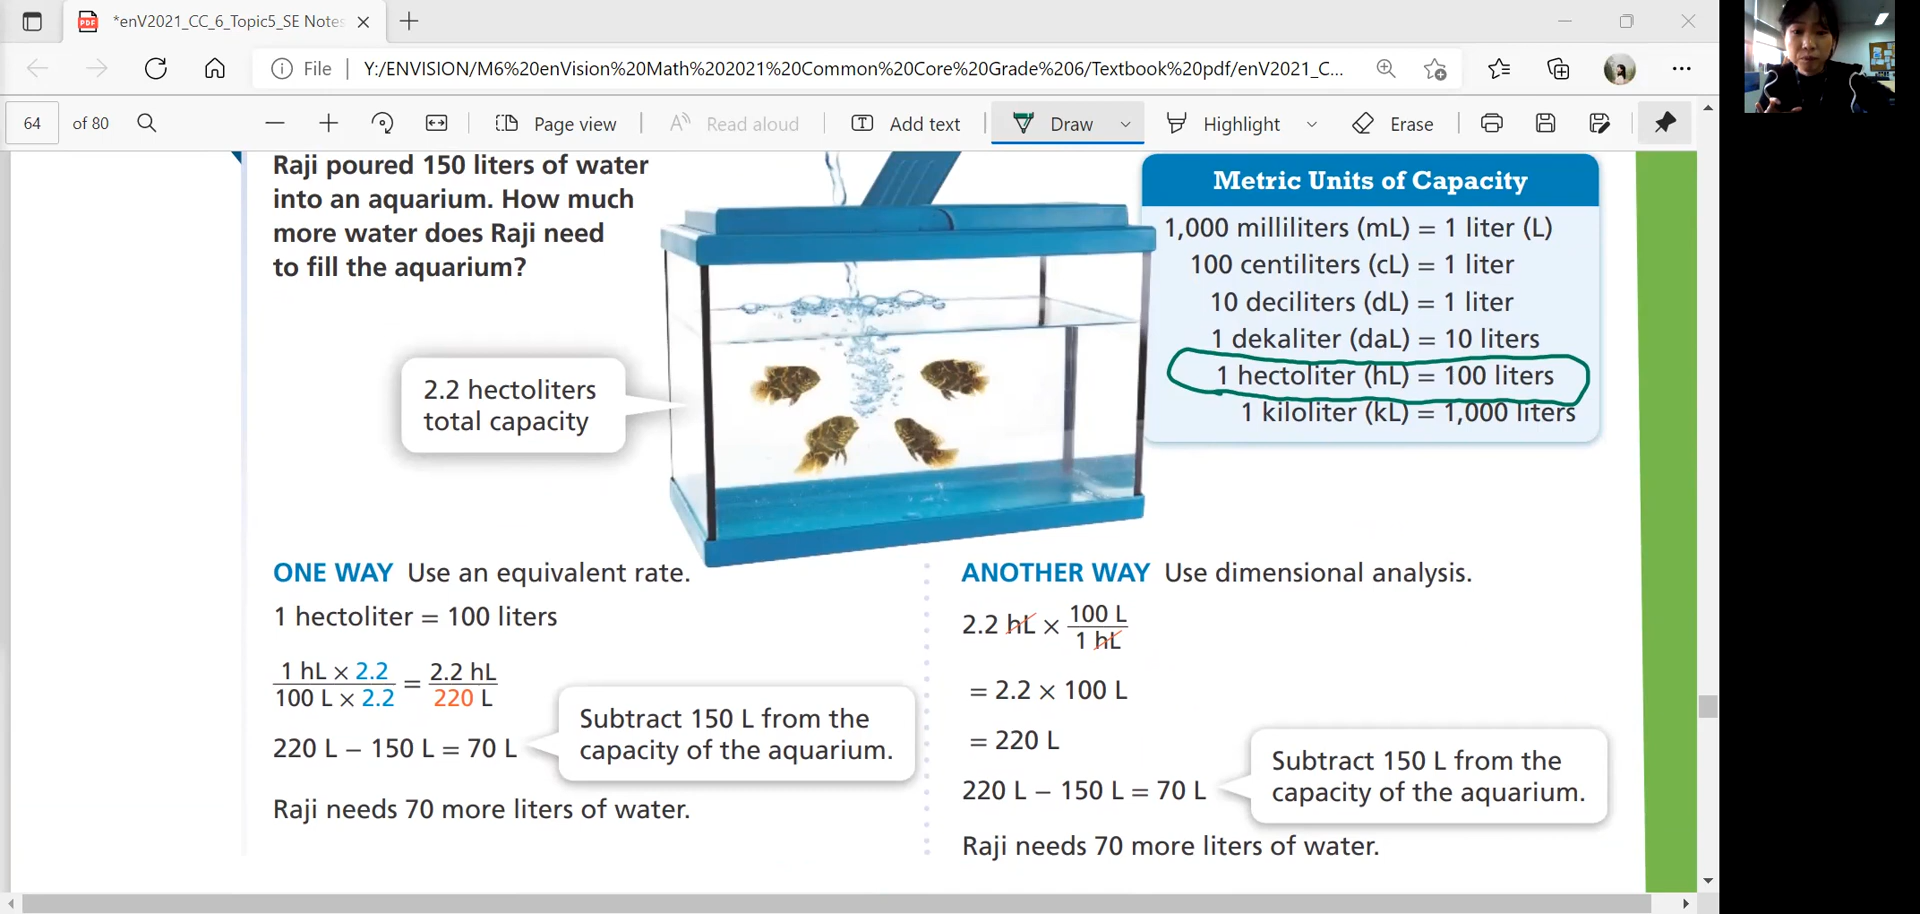 *enV2021_CC_6_Topic5_SE Notes
File
Y:/ENVISION/M6%20enVision%20Math%202021%20Common%20Core%20Grade%206/Textbook%20pdf/enV2021_C...
64 of 80
Page view
Read aloud
Add text
Draw
Highlight
Erase
Raji poured 150 liters of water
into an aquarium. How much
more water does Raji need
to fill the aquarium?
2.2 hectoliters
total capacity
Metric Units of Capacity
1,000 milliliters (mL) = 1 liter (L)
100 centiliters (cL) = 1 liter
10 deciliters (dL) = 1 liter
1 dekaliter (daL) = 10 liters
1 hectoliter (hL) = 100 liters
1 kiloliter (kL) = 1,000 liters
ONE WAY Use an equivalent rate.
1 hectoliter = 100 liters
1 hL × 2.2 / 100 L × 2.2 = 2.2 hL / 220 L
220 L − 150 L = 70 L
Subtract 150 L from the
capacity of the aquarium.
Raji needs 70 more liters of water.
ANOTHER WAY Use dimensional analysis.
2.2 hL × 100 L / 1 hL
= 2.2 × 100 L
= 220 L
220 L − 150 L = 70 L
Subtract 150 L from the
capacity of the aquarium.
Raji needs 70 more liters of water.